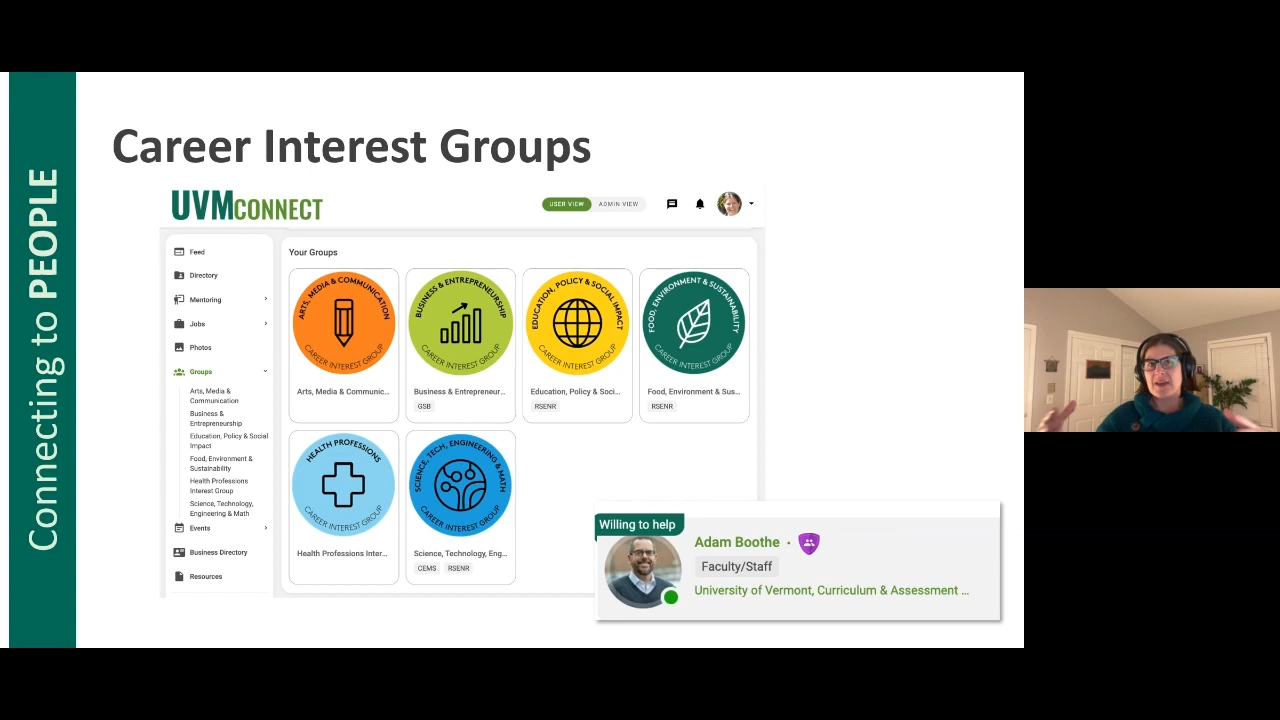 Connecting to PEOPLE
Career Interest Groups
UVMCONNECT
USER VIEW
ADMIN VIEW
Feed
Directory
Mentoring
Jobs
Photos
Groups
Arts, Media &
Communication
Business &
Entrepreneurship
Education, Policy & Social
Impact
Food, Environment &
Sustainability
Health Professions
Interest Group
Science, Technology,
Engineering & Math
Events
Business Directory
Resources
Your Groups
ARTS, MEDIA & COMMUNICATION
CAREER INTEREST GROUP
Arts, Media & Communic...
BUSINESS & ENTREPRENEURSHIP
CAREER INTEREST GROUP
Business & Entrepreneur...
GSB
EDUCATION, POLICY & SOCIAL IMPACT
CAREER INTEREST GROUP
Education, Policy & Soci...
RSENR
FOOD, ENVIRONMENT & SUSTAINABILITY
CAREER INTEREST GROUP
Food, Environment & Sus...
RSENR
HEALTH PROFESSIONS
CAREER INTEREST GROUP
Health Professions Inter...
SCIENCE, TECH, ENGINEERING & MATH
CAREER INTEREST GROUP
Science, Technology, Eng...
CEMS
RSENR
Willing to help
Adam Boothe
Faculty/Staff
University of Vermont, Curriculum & Assessment ...